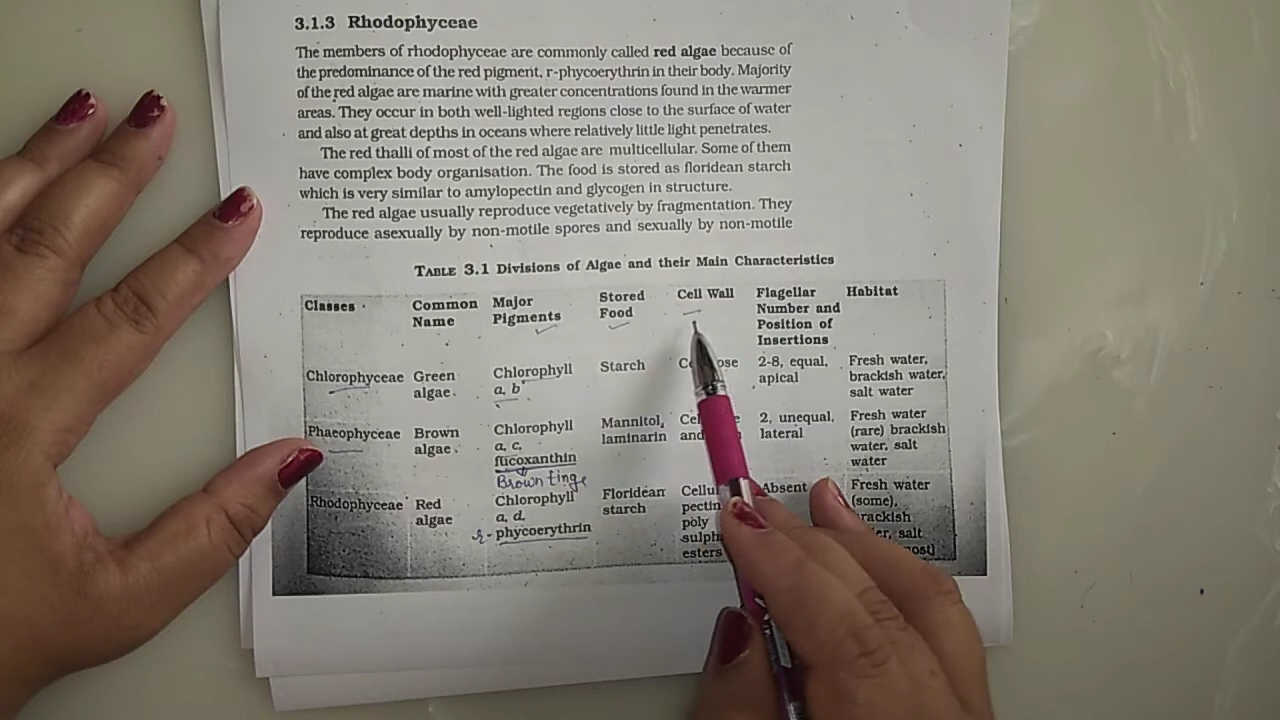 3.1.3 Rhodophyceae
The members of rhodophyceae are commonly called red algae because of
the predominance of the red pigment, r-phycoerythrin in their body. Majority
of the red algae are marine with greater concentrations found in the warmer
areas. They occur in both well-lighted regions close to the surface of water
and also at great depths in oceans where relatively little light penetrates.
The red thalli of most of the red algae are multicellular. Some of them
have complex body organisation. The food is stored as floridean starch
which is very similar to amylopectin and glycogen in structure.
The red algae usually reproduce vegetatively by fragmentation. They
reproduce asexually by non-motile spores and sexually by non-motile
TABLE 3.1 Divisions of Algae and their Main Characteristics
Classes
Common
Name
Major
Pigments
Stored
Food
Cell Wall
Flagellar
Number and
Position of
Insertions
Habitat
Chlorophyceae
Green
algae
Chlorophyll
a, b
Starch
2-8, equal,
apical
Fresh water,
brackish water,
salt water
Phaeophyceae
Brown
algae
Chlorophyll
a, c,
fucoxanthin
Brown tinge
Mannitol,
laminarin
and
2, unequal,
lateral
Fresh water
(rare) brackish
water, salt
water
Rhodophyceae
Red
algae
Chlorophyll
a, d,
r- phycoerythrin
Floridean
starch
poly
esters
Absent
Fresh water
(some),
salt